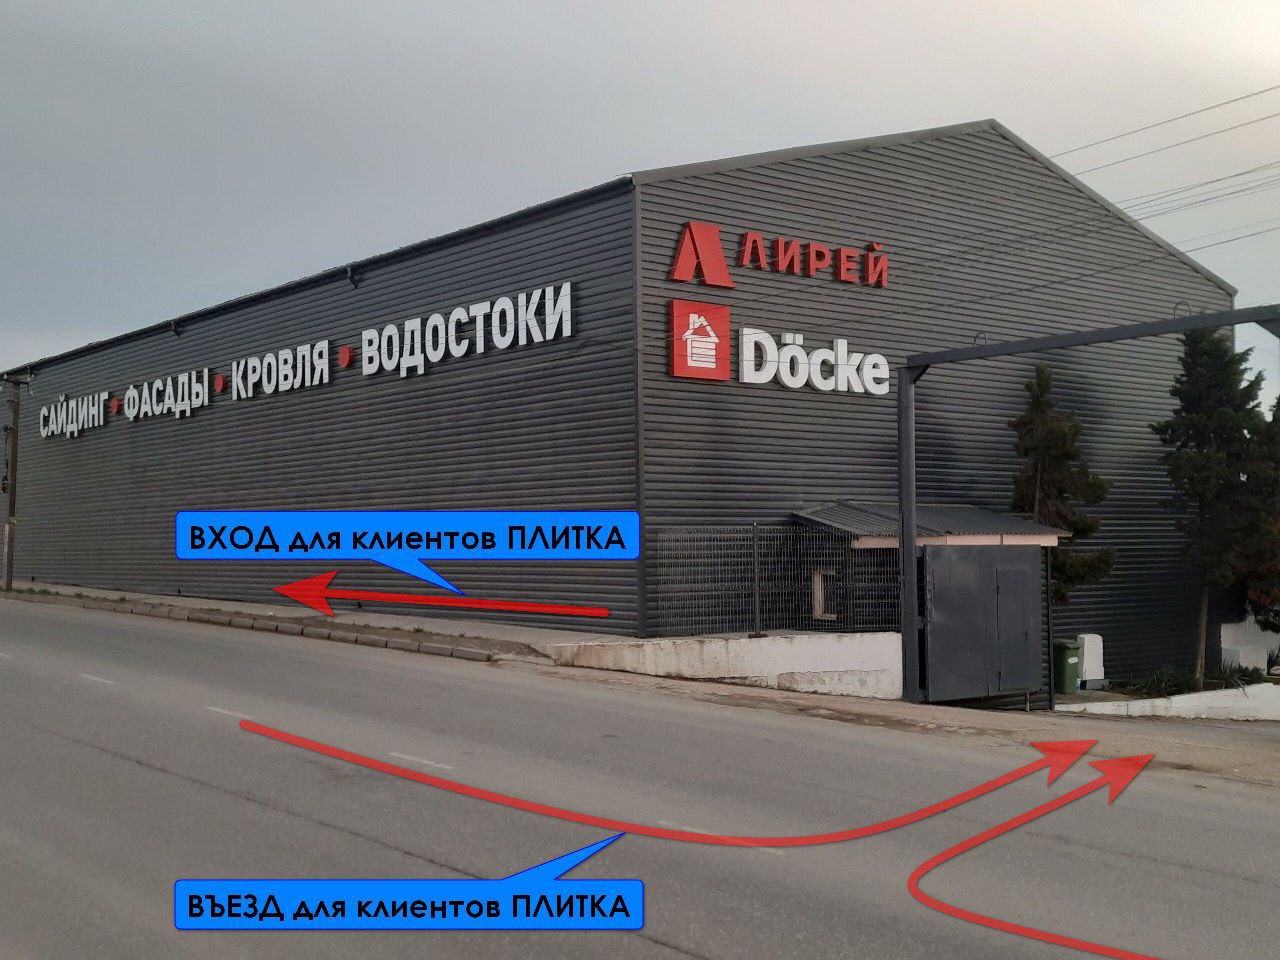 ЛИРЕЙ
Döcke
САЙДИНГ • ФАСАДЫ • КРОВЛЯ • ВОДОСТОКИ
ВХОД для клиентов ПЛИТКА
ВЪЕЗД для клиентов ПЛИТКА